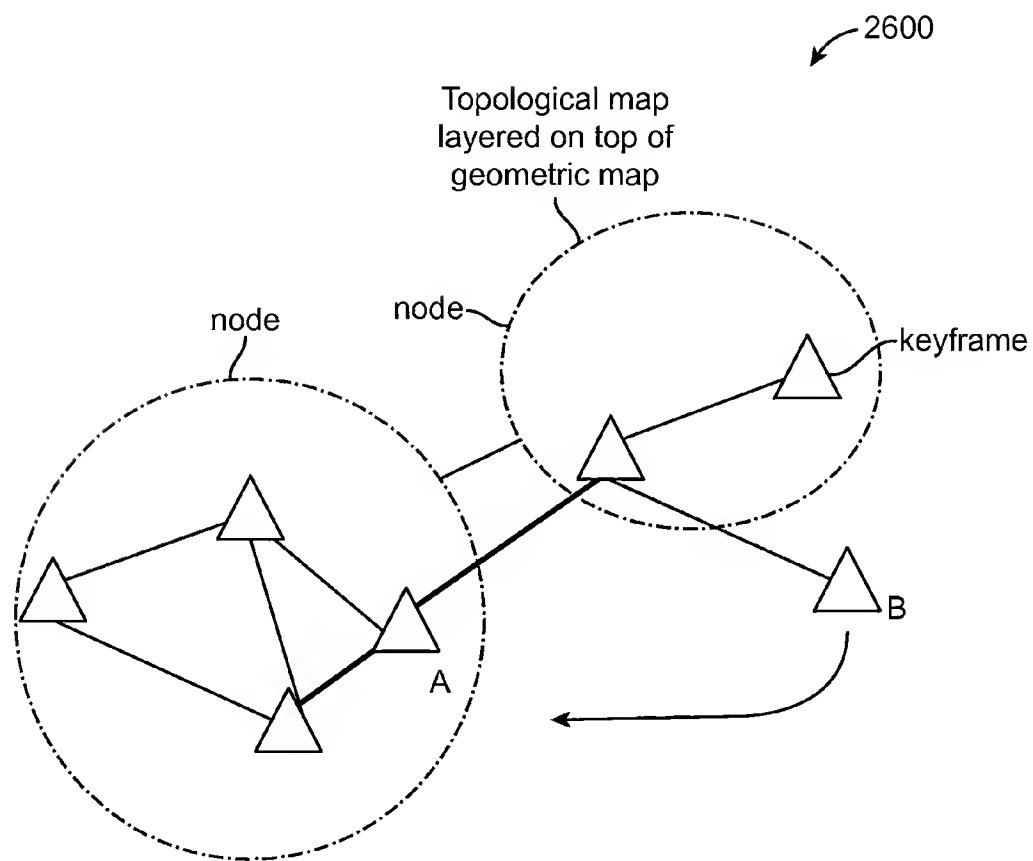 2600
Topological map
layered on top of
geometric map
node
node
keyframe
A
B